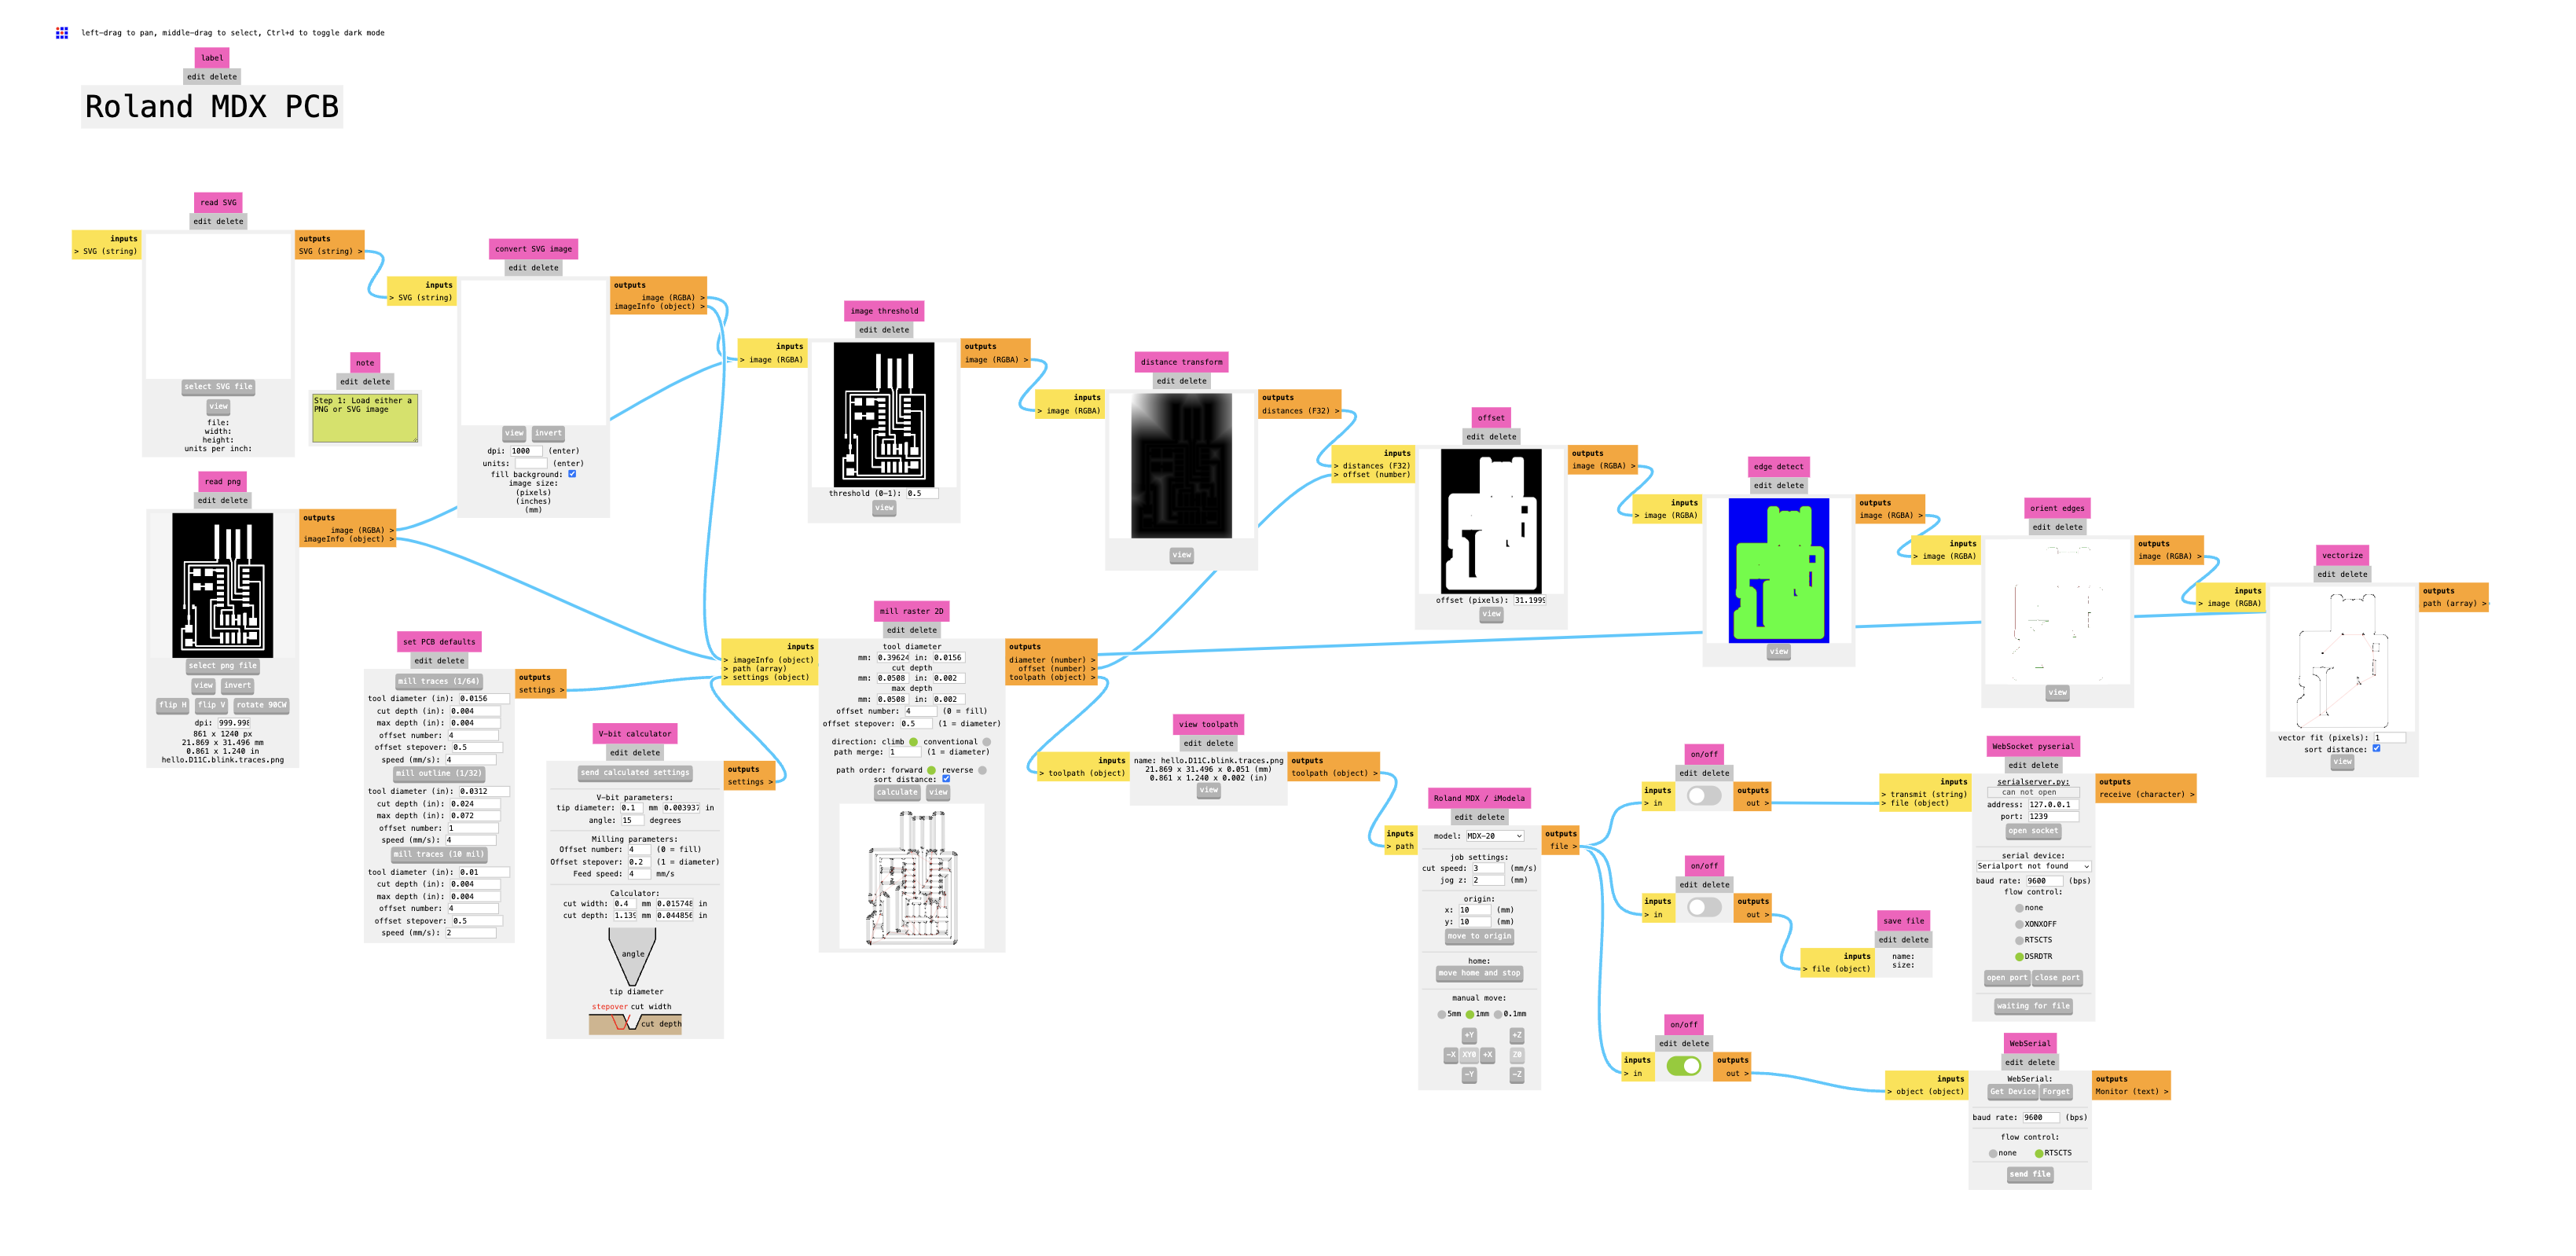 left-drag to pan, middle-drag to select, Ctrl+d to toggle dark mode
label
edit delete
Roland MDX PCB
read SVG
edit delete
inputs
> SVG (string)
outputs
SVG (string) >
select SVG file
view
file:
width:
height:
units per inch:
note
edit delete
Step 1: Load either a
PNG or SVG image
convert SVG image
edit delete
inputs
> SVG (string)
outputs
image (RGBA) >
imageInfo (object) >
view invert
dpi: 1000 (enter)
units: (enter)
fill background:
image size:
(pixels)
(inches)
(mm)
read png
edit delete
outputs
image (RGBA) >
imageInfo (object) >
select png file
view invert
flip H flip V rotate 90CW
dpi: 999.998
861 x 1240 px
21.869 x 31.496 mm
0.861 x 1.240 in
hello.D11C.blink.traces.png
set PCB defaults
edit delete
outputs
settings >
mill traces (1/64)
tool diameter (in): 0.0156
cut depth (in): 0.004
max depth (in): 0.004
offset number: 4
offset stepover: 0.5
speed (mm/s): 4
mill outline (1/32)
tool diameter (in): 0.0312
cut depth (in): 0.024
max depth (in): 0.072
offset number: 1
speed (mm/s): 4
mill traces (10 mil)
tool diameter (in): 0.01
cut depth (in): 0.004
max depth (in): 0.004
offset number: 4
offset stepover: 0.5
speed (mm/s): 2
V-bit calculator
edit delete
outputs
settings >
send calculated settings
V-bit parameters:
tip diameter: 0.1 mm 0.003937 in
angle: 15 degrees
Milling parameters:
Offset number: 4 (0 = fill)
Offset stepover: 0.2 (1 = diameter)
Feed speed: 4 mm/s
Calculator:
cut width: 0.4 mm 0.015748 in
cut depth: 1.139 mm 0.044856 in
angle
tip diameter
stepover cut width
cut depth
image threshold
edit delete
inputs
> image (RGBA)
outputs
image (RGBA) >
threshold (0-1): 0.5
view
mill raster 2D
edit delete
inputs
> imageInfo (object)
> path (array)
> settings (object)
outputs
diameter (number) >
offset (number) >
toolpath (object) >
tool diameter
mm: 0.39624 in: 0.0156
cut depth
mm: 0.0508 in: 0.002
max depth
mm: 0.0508 in: 0.002
offset number: 4 (0 = fill)
offset stepover: 0.5 (1 = diameter)
direction: climb conventional
path merge: 1 (1 = diameter)
path order: forward reverse
sort distance:
calculate view
distance transform
edit delete
inputs
> image (RGBA)
outputs
distances (F32) >
view
view toolpath
edit delete
inputs
> toolpath (object)
name: hello.D11C.blink.traces.png
21.869 x 31.496 x 0.051 (mm)
0.861 x 1.240 x 0.002 (in)
view
outputs
toolpath (object) >
offset
edit delete
inputs
> distances (F32)
> offset (number)
outputs
image (RGBA) >
offset (pixels): 31.1999
view
Roland MDX / iModela
edit delete
inputs
> path
outputs
file >
model: MDX-20
job settings:
cut speed: 3 (mm/s)
jog z: 2 (mm)
origin:
x: 10 (mm)
y: 10 (mm)
move to origin
home:
move home and stop
manual move:
5mm 1mm 0.1mm
+Y +Z
-X XY0 +X Z0
-Y -Z
edge detect
edit delete
inputs
> image (RGBA)
outputs
image (RGBA) >
view
on/off
edit delete
inputs
> in
outputs
out >
on/off
edit delete
inputs
> in
outputs
out >
on/off
edit delete
inputs
> in
outputs
out >
save file
edit delete
inputs
> file (object)
name:
size:
orient edges
edit delete
inputs
> image (RGBA)
outputs
image (RGBA) >
view
WebSocket pyserial
edit delete
inputs
> transmit (string)
> file (object)
outputs
receive (character) >
serialserver.py:
can not open
address: 127.0.0.1
port: 1239
open socket
serial device:
Serialport not found
baud rate: 9600 (bps)
flow control:
none
XONXOFF
RTSCTS
DSRDTR
open port close port
waiting for file
WebSerial
edit delete
inputs
> object (object)
outputs
Monitor (text) >
WebSerial:
Get Device Forget
baud rate: 9600 (bps)
flow control:
none RTSCTS
send file
vectorize
edit delete
inputs
> image (RGBA)
outputs
path (array) >
vector fit (pixels): 1
sort distance:
view